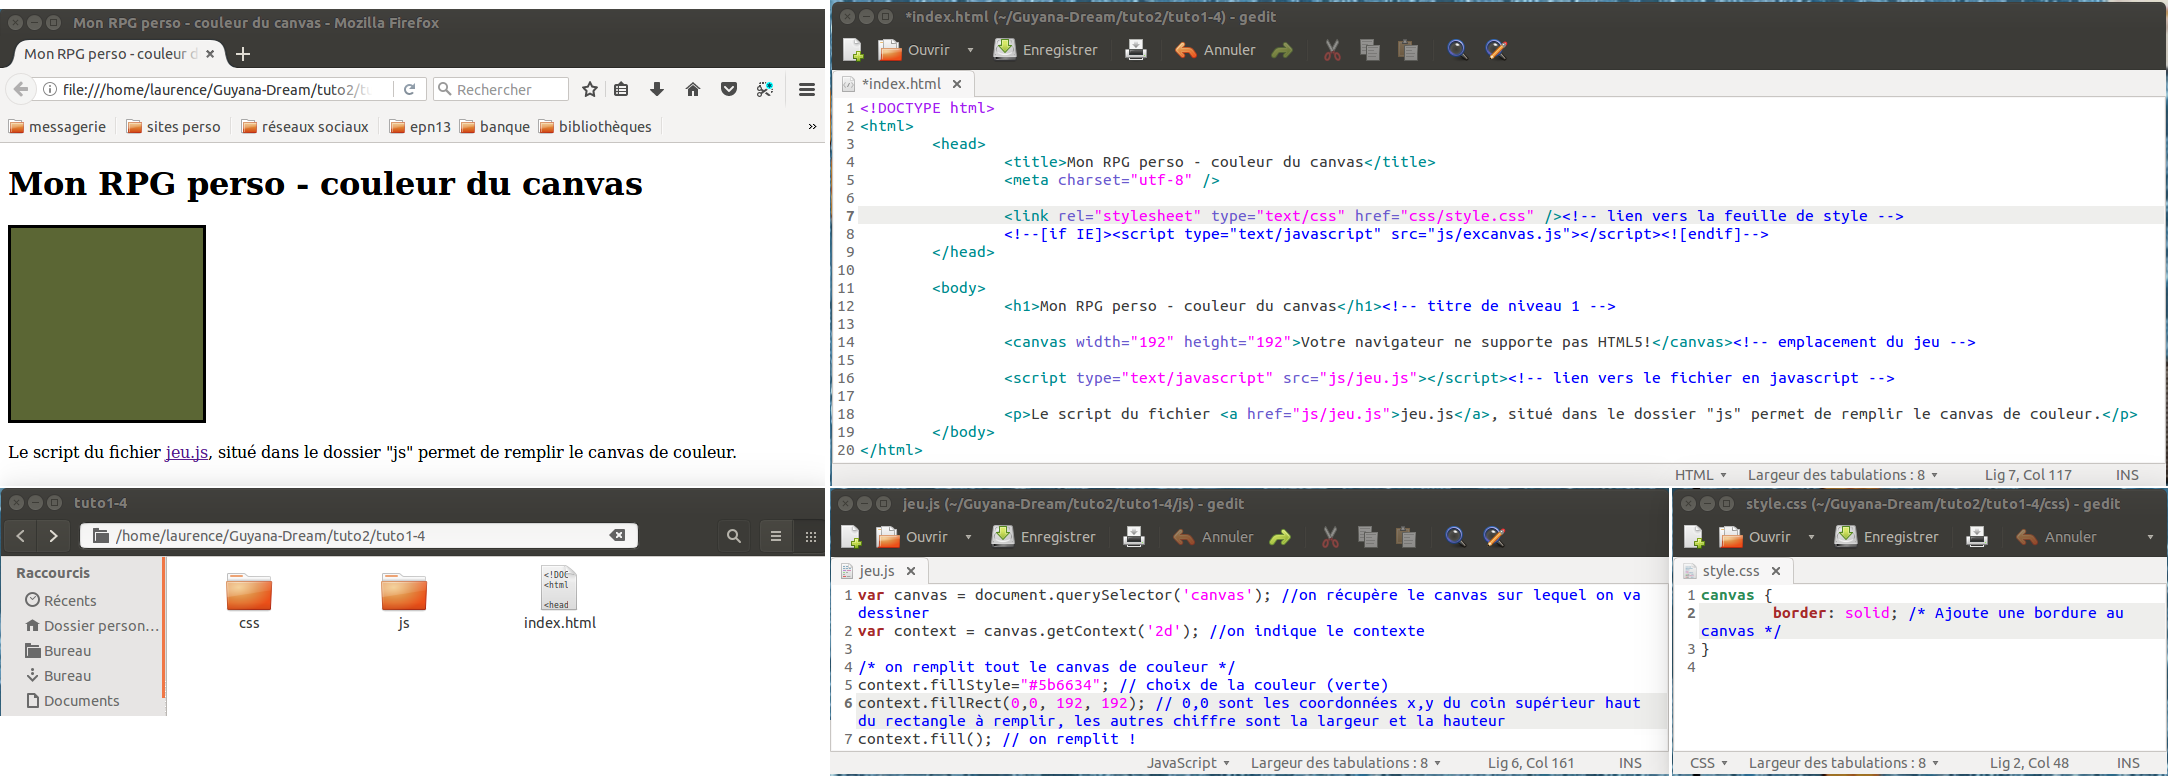 Mon RPG perso - couleur du canvas - Mozilla Firefox
Mon RPG perso - couleur d
file:///home/laurence/Guyana-Dream/tuto2/tu
Rechercher
messagerie sites perso réseaux sociaux epn13 banque bibliothèques »
Mon RPG perso - couleur du canvas
Le script du fichier jeu.js, situé dans le dossier "js" permet de remplir le canvas de couleur.
*index.html (~/Guyana-Dream/tuto2/tuto1-4) - gedit
Ouvrir Enregistrer Annuler
*index.html
1 <!DOCTYPE html>
2 <html>
3 <head>
4 <title>Mon RPG perso - couleur du canvas</title>
5 <meta charset="utf-8" />
6
7 <link rel="stylesheet" type="text/css" href="css/style.css" /><!-- lien vers la feuille de style -->
8 <!--[if IE]><script type="text/javascript" src="js/excanvas.js"></script><![endif]-->
9 </head>
10
11 <body>
12 <h1>Mon RPG perso - couleur du canvas</h1><!-- titre de niveau 1 -->
13
14 <canvas width="192" height="192">Votre navigateur ne supporte pas HTML5!</canvas><!-- emplacement du jeu -->
15
16 <script type="text/javascript" src="js/jeu.js"></script><!-- lien vers le fichier en javascript -->
17
18 <p>Le script du fichier <a href="js/jeu.js">jeu.js</a>, situé dans le dossier "js" permet de remplir le canvas de couleur.</p>
19 </body>
20 </html>
HTML Largeur des tabulations : 8 Lig 7, Col 117 INS
tuto1-4
/home/laurence/Guyana-Dream/tuto2/tuto1-4
Raccourcis
Récents
Dossier person...
Bureau
Bureau
Documents
css js index.html
<!DOC
<html
<head
jeu.js (~/Guyana-Dream/tuto2/tuto1-4/js) - gedit
Ouvrir Enregistrer Annuler
jeu.js
1 var canvas = document.querySelector('canvas'); //on récupère le canvas sur lequel on va
dessiner
2 var context = canvas.getContext('2d'); //on indique le contexte
3
4 /* on remplit tout le canvas de couleur */
5 context.fillStyle="#5b6634"; // choix de la couleur (verte)
6 context.fillRect(0,0, 192, 192); // 0,0 sont les coordonnées x,y du coin supérieur haut
du rectangle à remplir, les autres chiffre sont la largeur et la hauteur
7 context.fill(); // on remplit !
JavaScript Largeur des tabulations : 8 Lig 6, Col 161 INS
style.css (~/Guyana-Dream/tuto2/tuto1-4/css) - gedit
Ouvrir Enregistrer Annuler
style.css
1 canvas {
2 border: solid; /* Ajoute une bordure au
canvas */
3 }
4
CSS Largeur des tabulations : 8 Lig 2, Col 48 INS